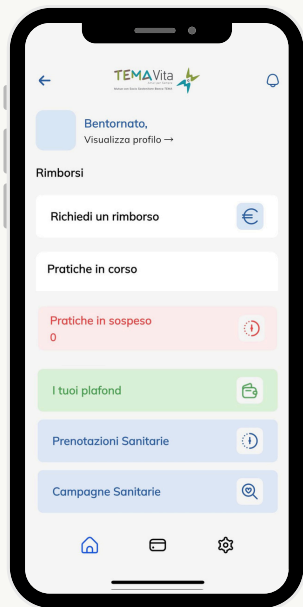 TEMAVita
Bentornato,
Visualizza profilo →
Rimborsi
Richiedi un rimborso
€
Pratiche in corso
Pratiche in sospeso
0
I tuoi plafond
Prenotazioni Sanitarie
Campagne Sanitarie